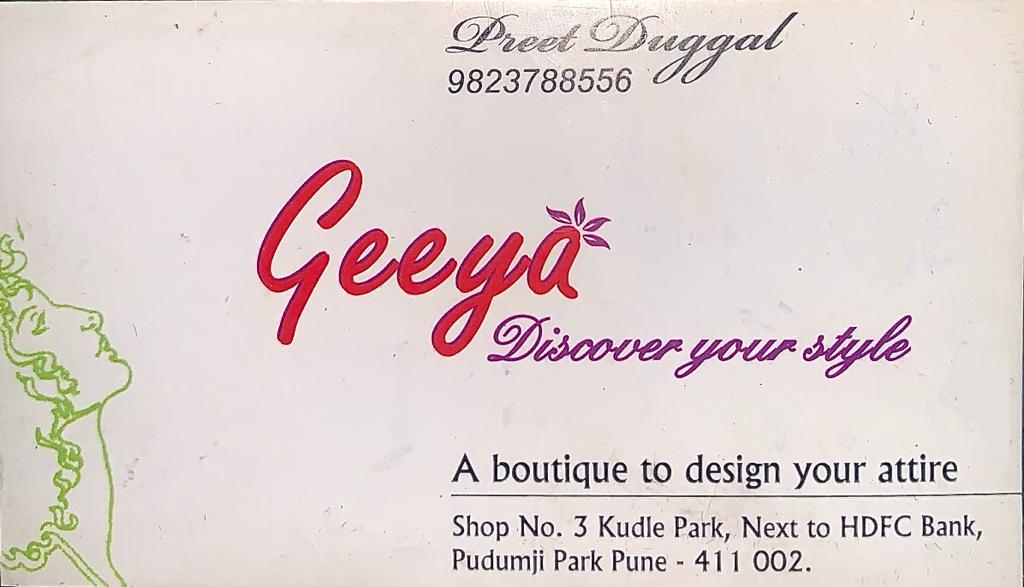 Preet Duggal
9823788556
Geeya
Discover your style
A boutique to design your attire
Shop No. 3 Kudle Park, Next to HDFC Bank,
Pudumji Park Pune - 411 002.